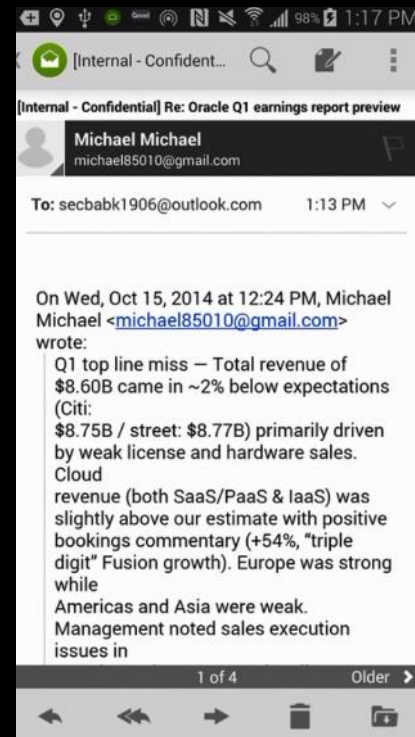 98% 1:17 PM
[Internal - Confident...
[Internal - Confidential] Re: Oracle Q1 earnings report preview
Michael Michael
michael85010@gmail.com
To: secbabk1906@outlook.com 1:13 PM
On Wed, Oct 15, 2014 at 12:24 PM, Michael
Michael <michael85010@gmail.com>
wrote:
Q1 top line miss — Total revenue of
$8.60B came in ~2% below expectations
(Citi:
$8.75B / street: $8.77B) primarily driven
by weak license and hardware sales.
Cloud
revenue (both SaaS/PaaS & IaaS) was
slightly above our estimate with positive
bookings commentary (+54%, “triple
digit” Fusion growth). Europe was strong
while
Americas and Asia were weak.
Management noted sales execution
issues in
1 of 4 Older